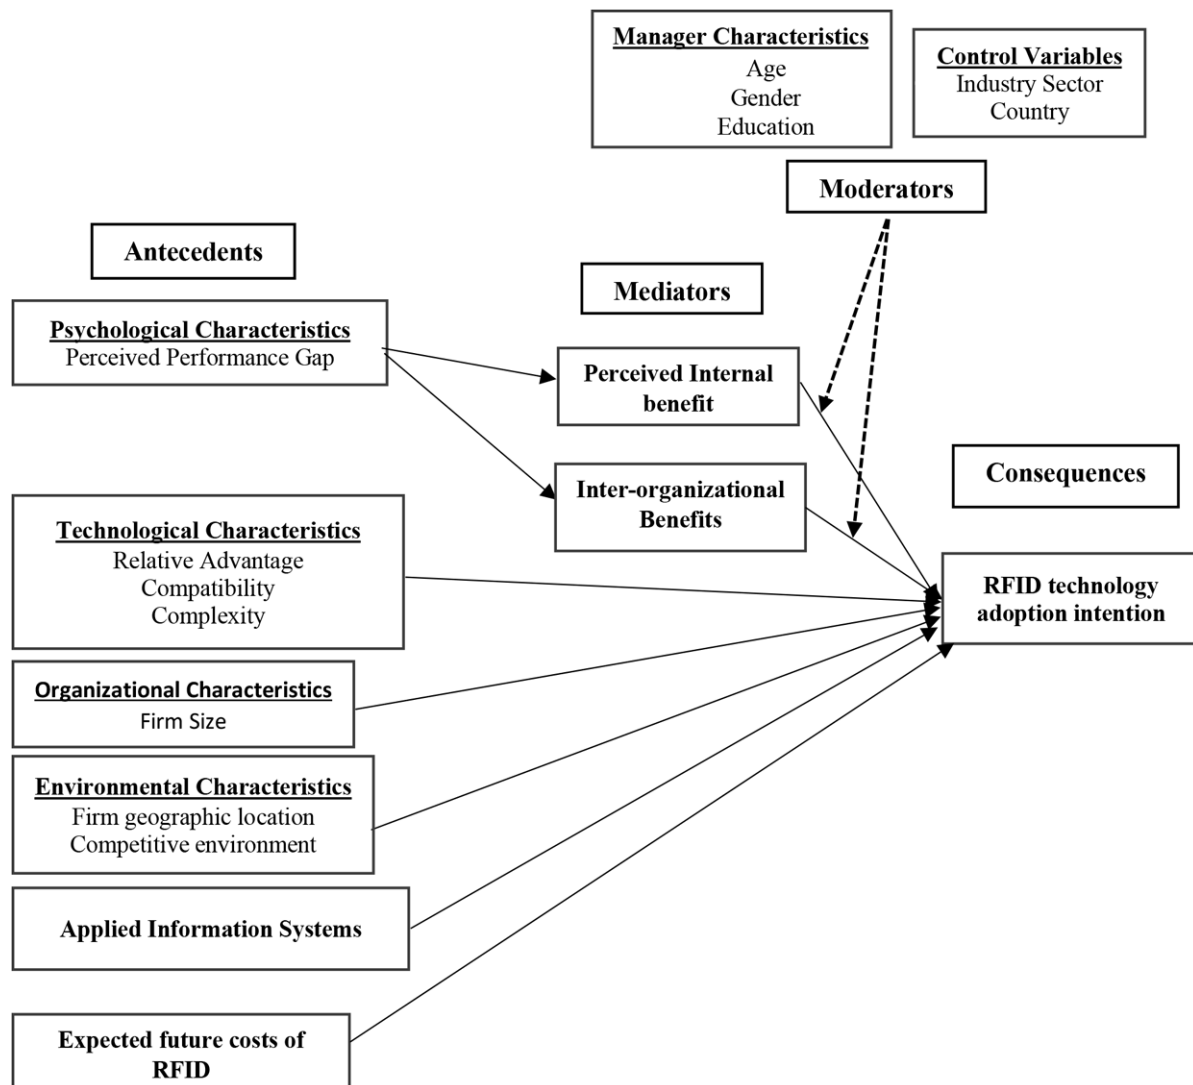 Manager Characteristics
Age
Gender
Education
Control Variables
Industry Sector
Country
Moderators
Antecedents
Mediators
Psychological Characteristics
Perceived Performance Gap
Perceived Internal
benefit
Consequences
Inter-organizational
Benefits
Technological Characteristics
Relative Advantage
Compatibility
Complexity
RFID technology
adoption intention
Organizational Characteristics
Firm Size
Environmental Characteristics
Firm geographic location
Competitive environment
Applied Information Systems
Expected future costs of
RFID